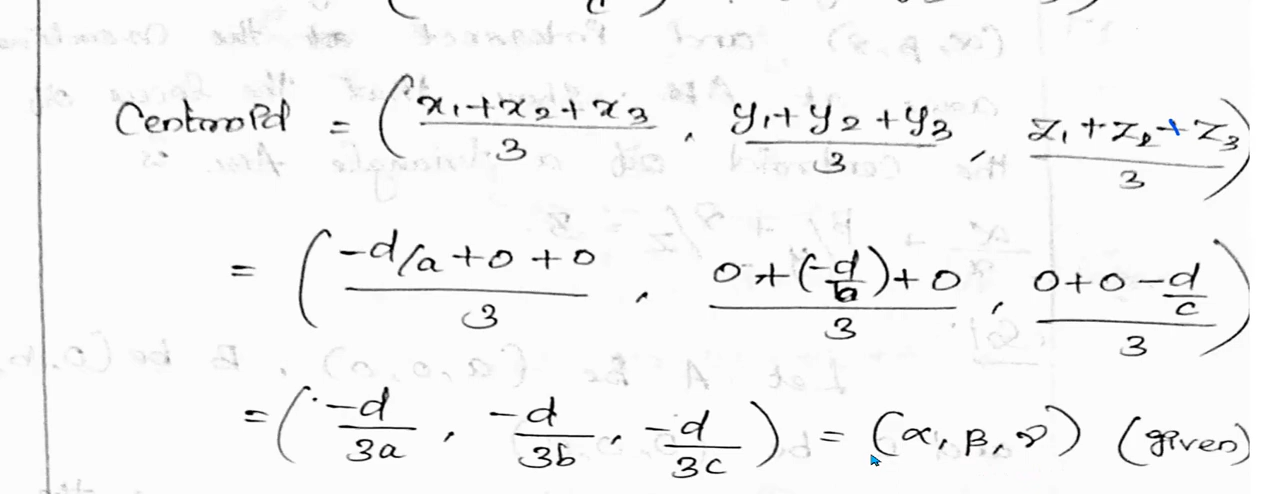 Centroid = ( x₁+x₂+x₃ / 3 , y₁+y₂+y₃ / 3 , z₁+z₂+z₃ / 3 )
= ( -d/a+0+0 / 3 , 0+(-d/b)+0 / 3 , 0+0-d/c / 3 )
= ( -d/3a , -d/3b , -d/3c ) = (α, β, γ) (given)